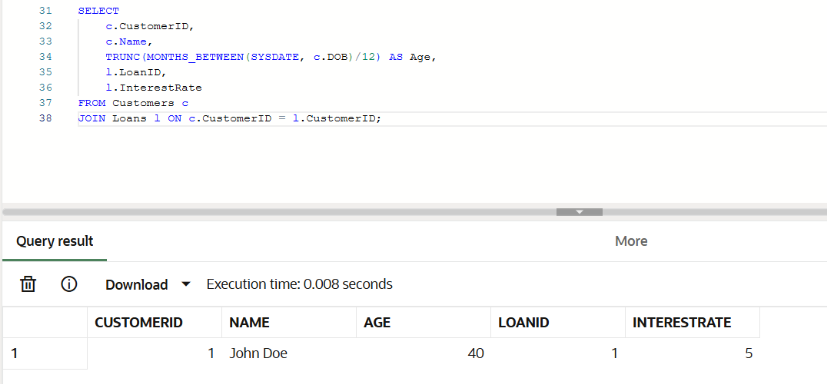 31 SELECT
32 c.CustomerID,
33 c.Name,
34 TRUNC(MONTHS_BETWEEN(SYSDATE, c.DOB)/12) AS Age,
35 l.LoanID,
36 l.InterestRate
37 FROM Customers c
38 JOIN Loans l ON c.CustomerID = l.CustomerID;
Query result More
Download Execution time: 0.008 seconds
CUSTOMERID NAME AGE LOANID INTERESTRATE
1 1 John Doe 40 1 5